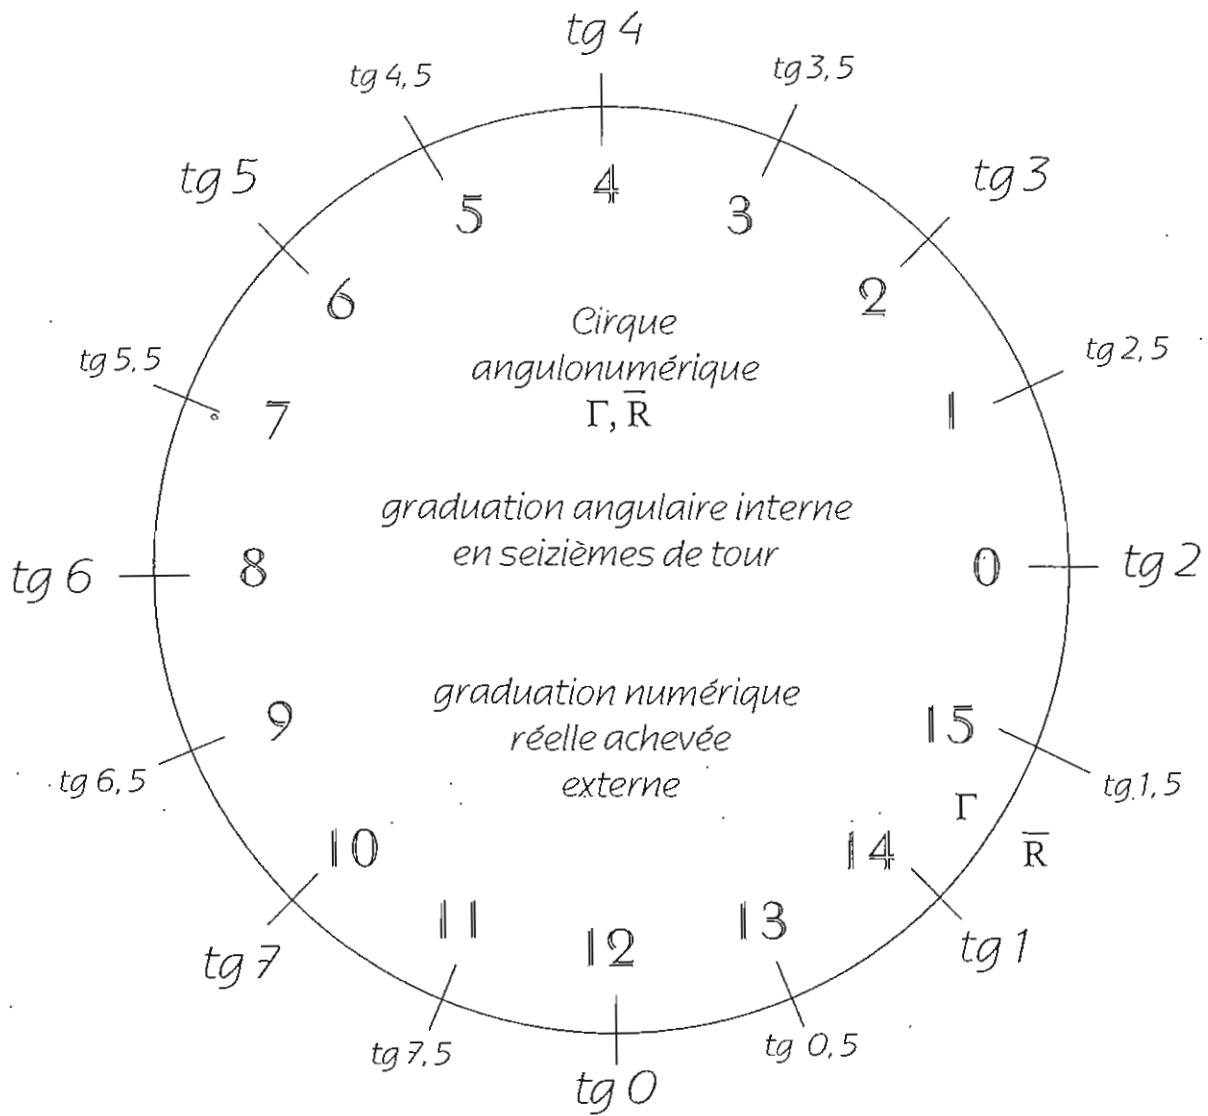 tg 4
tg 4,5
tg 3,5
tg 5
tg 3
4
5
3
6
2
Cirque
angulonumérique
Γ, R̅
tg 5,5
tg 2,5
7
1
graduation angulaire interne
en seizièmes de tour
tg 6
8
0
tg 2
graduation numérique
réelle achevée
externe
9
15
tg 6,5
tg 1,5
Γ
R̅
10
14
11
13
12
tg 7
tg 1
tg 7,5
tg 0,5
tg 0